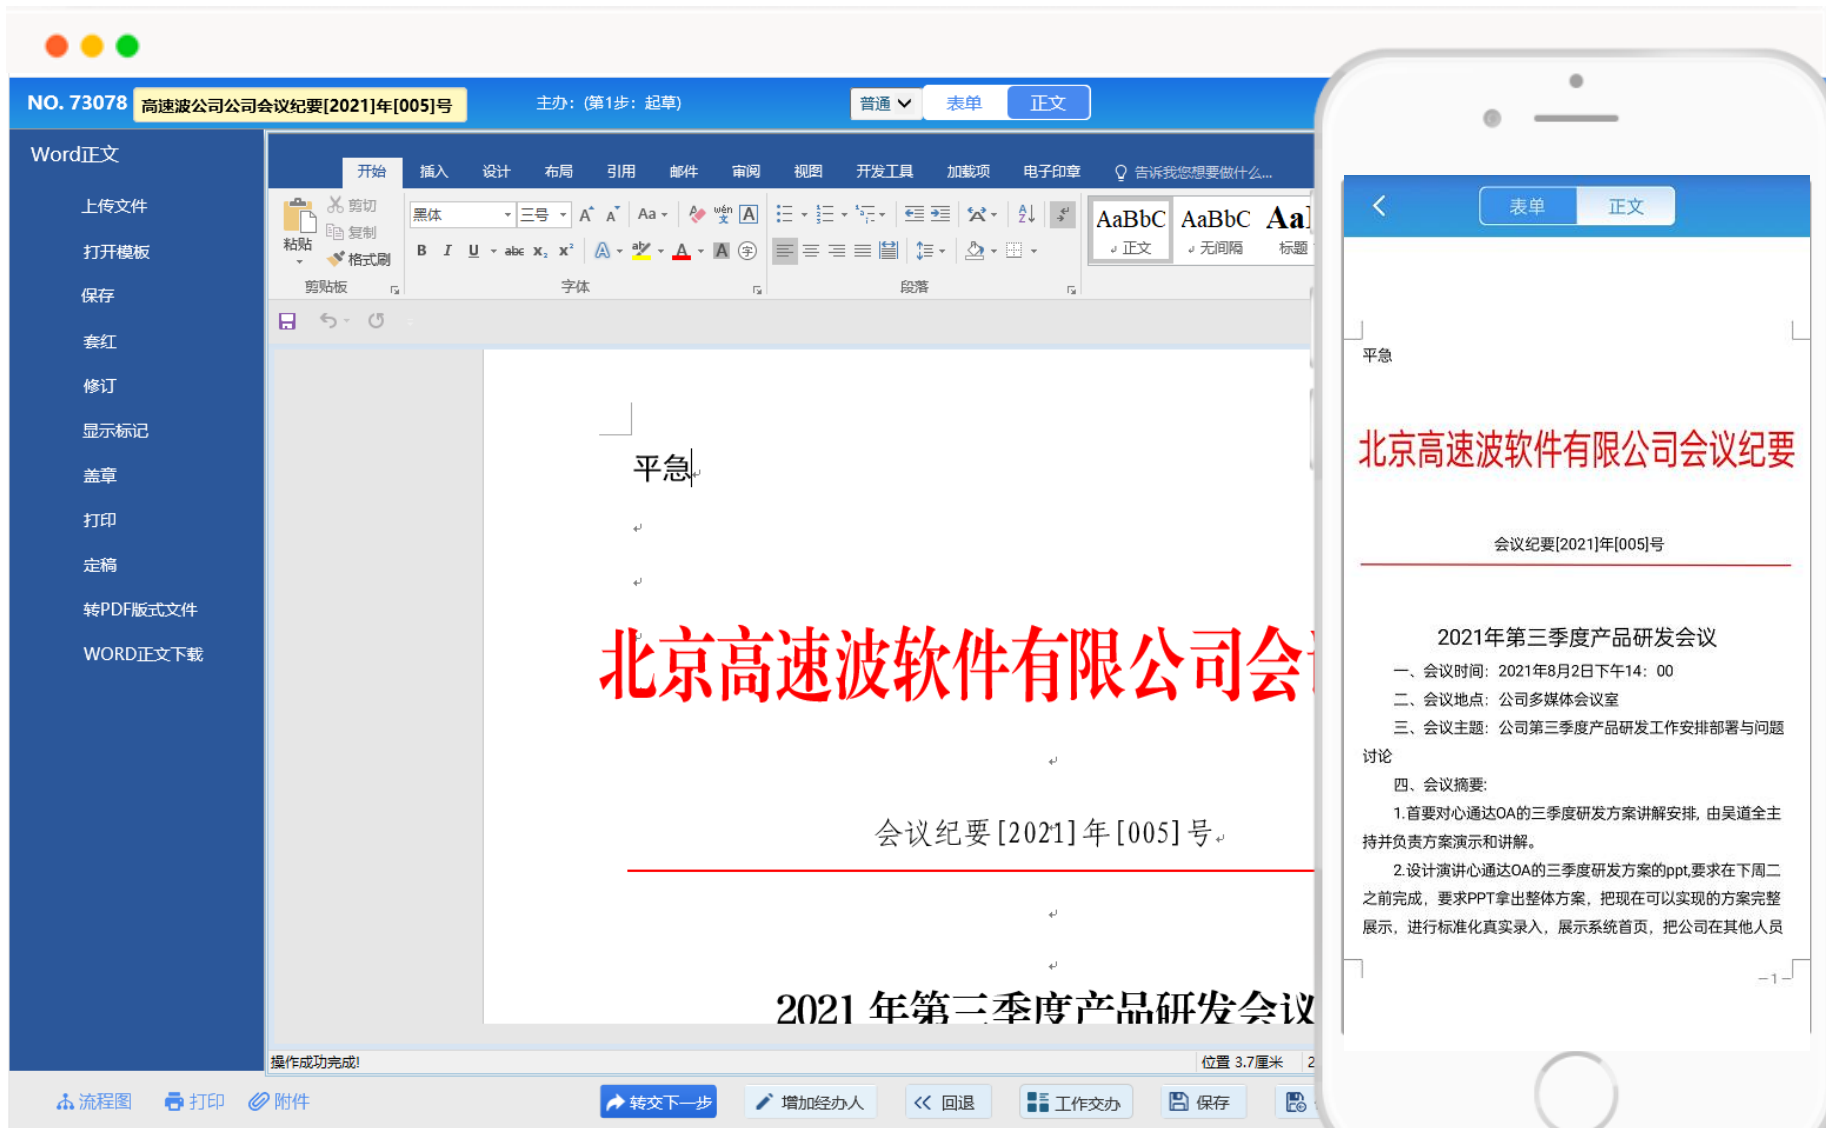 NO. 73078 高速波公司公司会议纪要[2021]年[005]号 主办：(第1步：起草) 普通 表单 正文
Word正文
上传文件
打开模板
保存
套红
修订
显示标记
盖章
打印
定稿
转PDF版式文件
WORD正文下载
开始 插入 设计 布局 引用 邮件 审阅 视图 开发工具 加载项 电子印章 告诉我您想要做什么...
剪切
复制
粘贴 格式刷
剪贴板
黑体 三号 Aa wén 文 A
B I U abc x₂ x² A aby A A 字
字体
段落
AaBbC AaBbC Aa
正文 无间隔 标题
平急
北京高速波软件有限公司会
会议纪要[2021]年[005]号
2021 年第三季度产品研发会议
操作成功完成! 位置 3.7厘米 2
流程图 打印 附件 转交下一步 增加经办人 回退 工作交办 保存
表单 正文
平急
北京高速波软件有限公司会议纪要
会议纪要[2021]年[005]号
2021年第三季度产品研发会议
一、会议时间：2021年8月2日下午14：00
二、会议地点：公司多媒体会议室
三、会议主题：公司第三季度产品研发工作安排部署与问题
讨论
四、会议摘要:
1.首要对心通达OA的三季度研发方案讲解安排, 由吴道全主
持并负责方案演示和讲解。
2.设计演讲心通达OA的三季度研发方案的ppt,要求在下周二
之前完成，要求PPT拿出整体方案，把现在可以实现的方案完整
展示，进行标准化真实录入，展示系统首页，把公司在其他人员
－1－